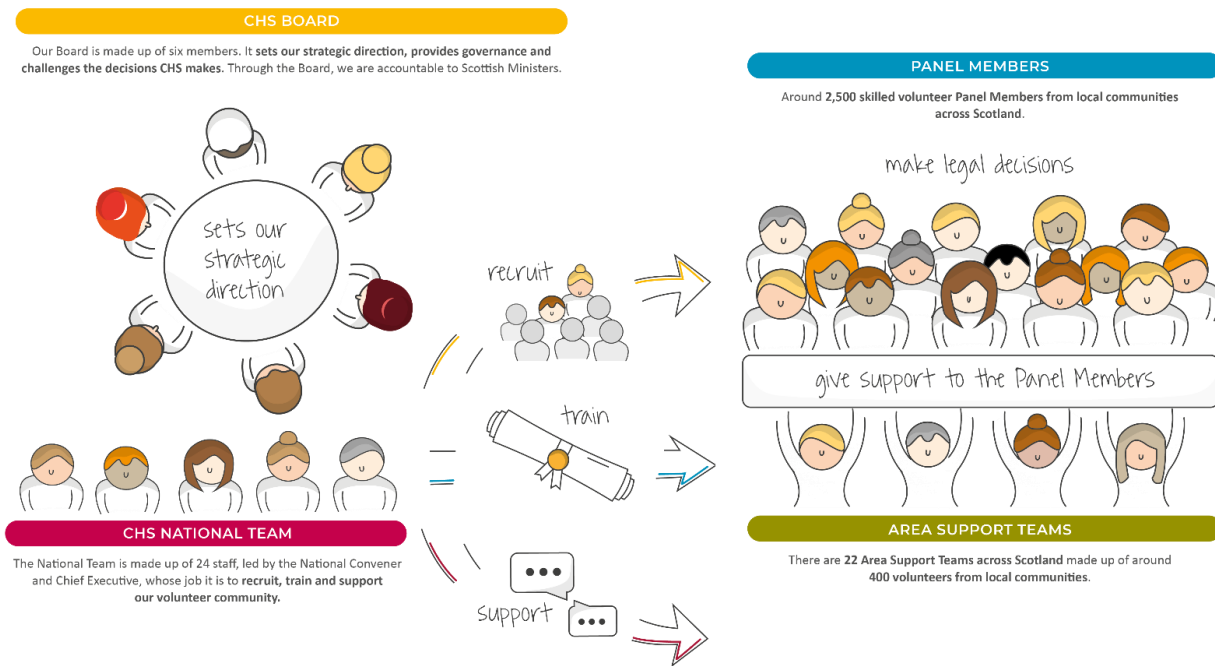 CHS BOARD
Our Board is made up of six members. It sets our strategic direction, provides governance and
challenges the decisions CHS makes. Through the Board, we are accountable to Scottish Ministers.
sets our
strategic
direction
CHS NATIONAL TEAM
The National Team is made up of 24 staff, led by the National Convener
and Chief Executive, whose job it is to recruit, train and support
our volunteer community.
recruit
train
support
PANEL MEMBERS
Around 2,500 skilled volunteer Panel Members from local communities
across Scotland.
make legal decisions
give support to the Panel Members
AREA SUPPORT TEAMS
There are 22 Area Support Teams across Scotland made up of around
400 volunteers from local communities.